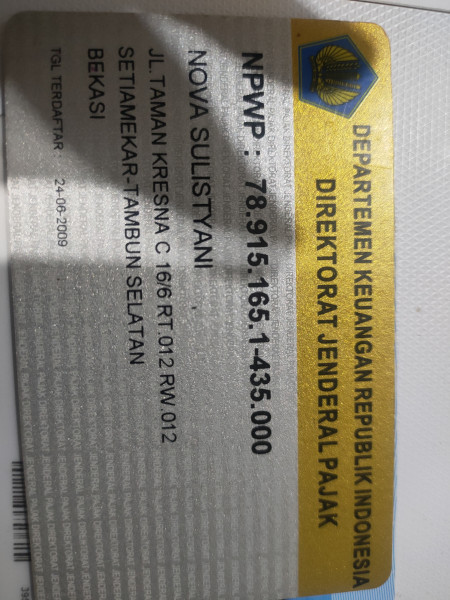 DEPARTEMEN KEUANGAN REPUBLIK INDONESIA
DIREKTORAT JENDERAL PAJAK
NPWP : 78.915.165.1-435.000
NOVA SULISTYANI
JL.TAMAN KRESNA C 16/6 RT.012 RW.012
SETIAMEKAR-TAMBUN SELATAN
BEKASI
TGL TERDAFTAR : 24-06-2009